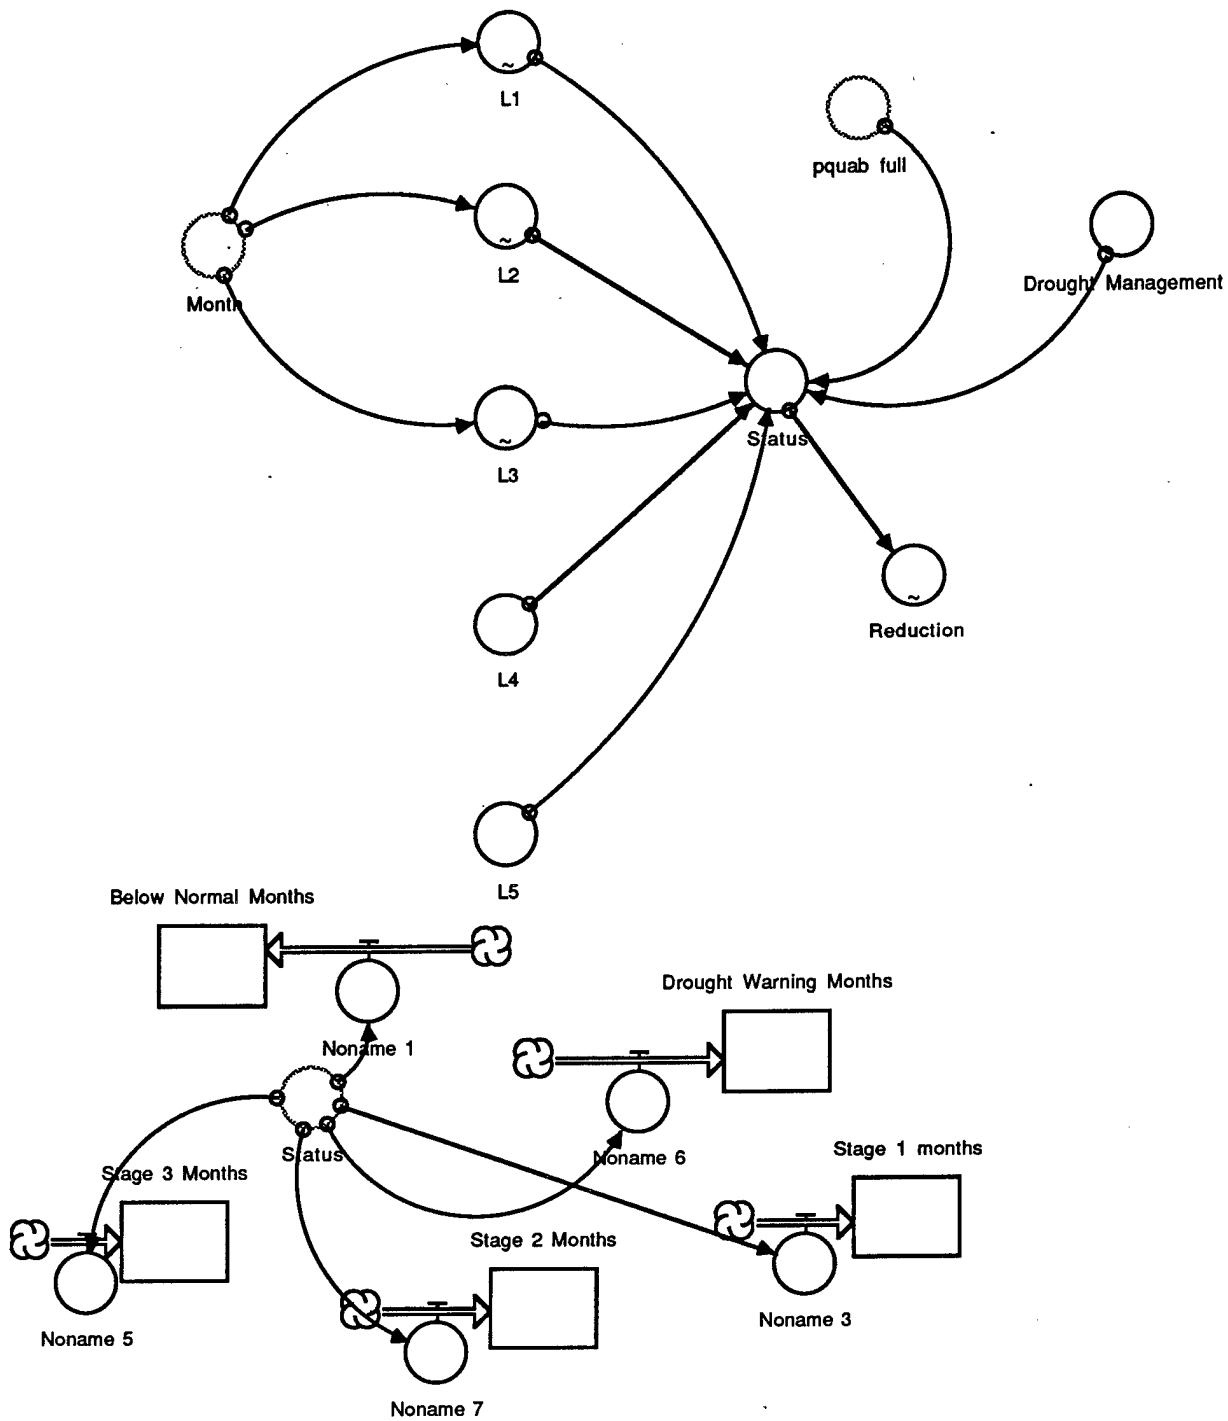 L1
pquab full
L2
Drought Management
Month
Status
L3
Reduction
L4
L5
Below Normal Months
Drought Warning Months
Noname 1
Stage 1 months
Status
Noname 6
Stage 3 Months
Stage 2 Months
Noname 3
Noname 5
Noname 7